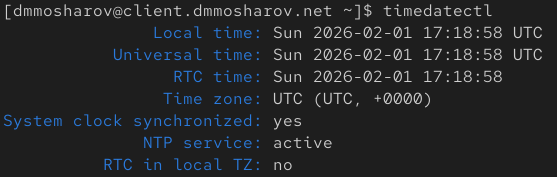 [dmmosharov@client.dmmosharov.net ~]$ timedatectl
Local time: Sun 2026-02-01 17:18:58 UTC
Universal time: Sun 2026-02-01 17:18:58 UTC
RTC time: Sun 2026-02-01 17:18:58
Time zone: UTC (UTC, +0000)
System clock synchronized: yes
NTP service: active
RTC in local TZ: no